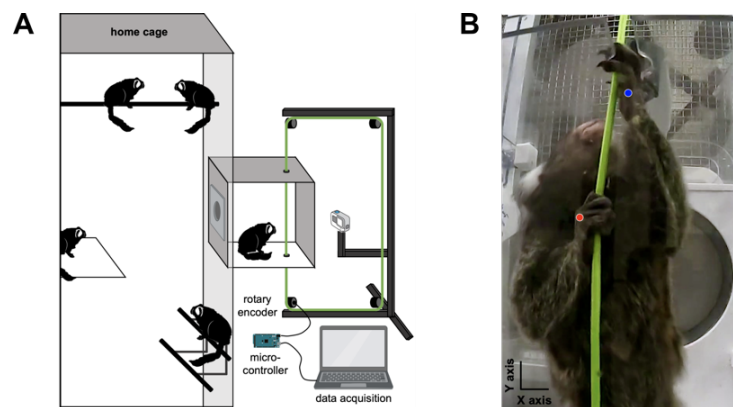 A
home cage
rotary
encoder
micro-
controller
data acquisition
B
Y axis
X axis